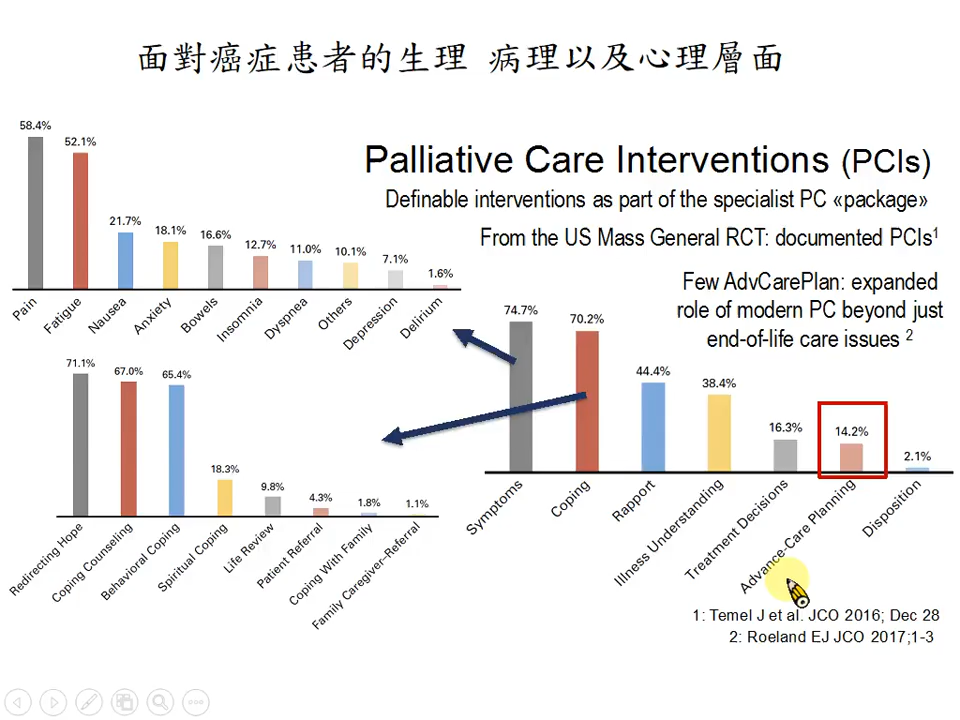 面對癌症患者的生理 病理以及心理層面
Palliative Care Interventions (PCIs)
Definable interventions as part of the specialist PC «package»
From the US Mass General RCT: documented PCIs1
Few AdvCarePlan: expanded
role of modern PC beyond just
end-of-life care issues 2
58.4%
52.1%
21.7%
18.1%
16.6%
12.7%
11.0%
10.1%
7.1%
1.6%
Pain
Fatigue
Nausea
Anxiety
Bowels
Insomnia
Dyspnea
Others
Depression
Delirium
71.1%
67.0%
65.4%
18.3%
9.8%
4.3%
1.8%
1.1%
Redirecting Hope
Coping Counseling
Behavioral Coping
Spiritual Coping
Life Review
Patient Referral
Coping With Family
Family Caregiver–Referral
74.7%
70.2%
44.4%
38.4%
16.3%
14.2%
2.1%
Symptoms
Coping
Rapport
Illness Understanding
Treatment Decisions
Advance-Care Planning
Disposition
1: Temel J et al. JCO 2016; Dec 28
2: Roeland EJ JCO 2017;1-3